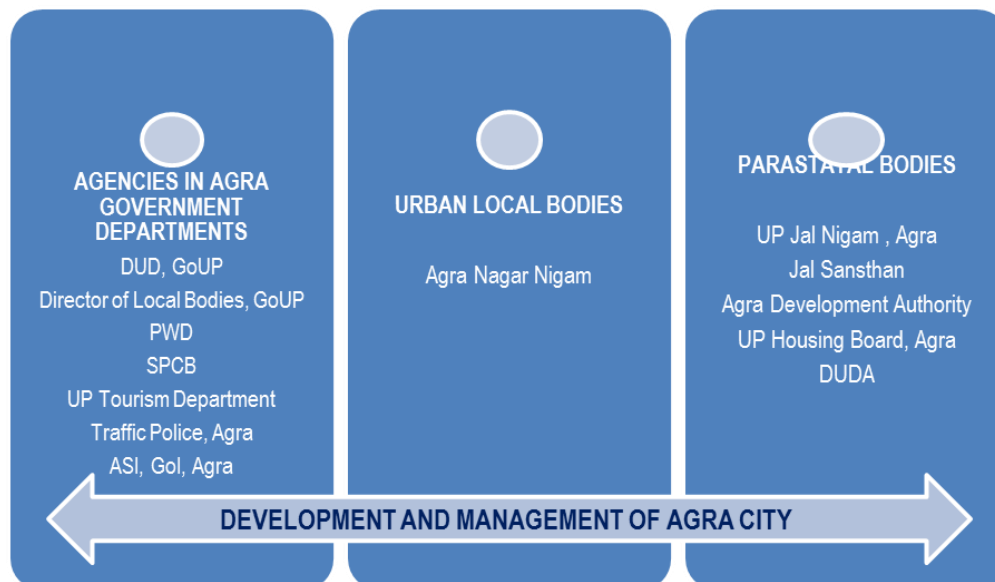 AGENCIES IN AGRA
GOVERNMENT
DEPARTMENTS
DUD, GoUP
Director of Local Bodies, GoUP
PWD
SPCB
UP Tourism Department
Traffic Police, Agra
ASI, GoI, Agra
URBAN LOCAL BODIES
Agra Nagar Nigam
PARASTATAL BODIES
UP Jal Nigam , Agra
Jal Sansthan
Agra Development Authority
UP Housing Board, Agra
DUDA
DEVELOPMENT AND MANAGEMENT OF AGRA CITY